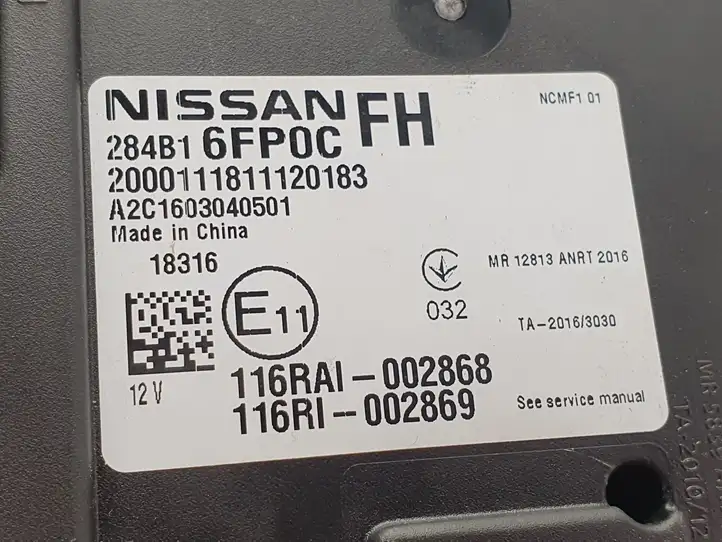 NISSAN FH
NCMF1 01
284B1 6FP0C
2000111811120183
A2C1603040501
Made in China
18316
MR 12813 ANRT 2016
E11
032
TA-2016/3030
12 V
116RAI-002868
116RI-002869
See service manual